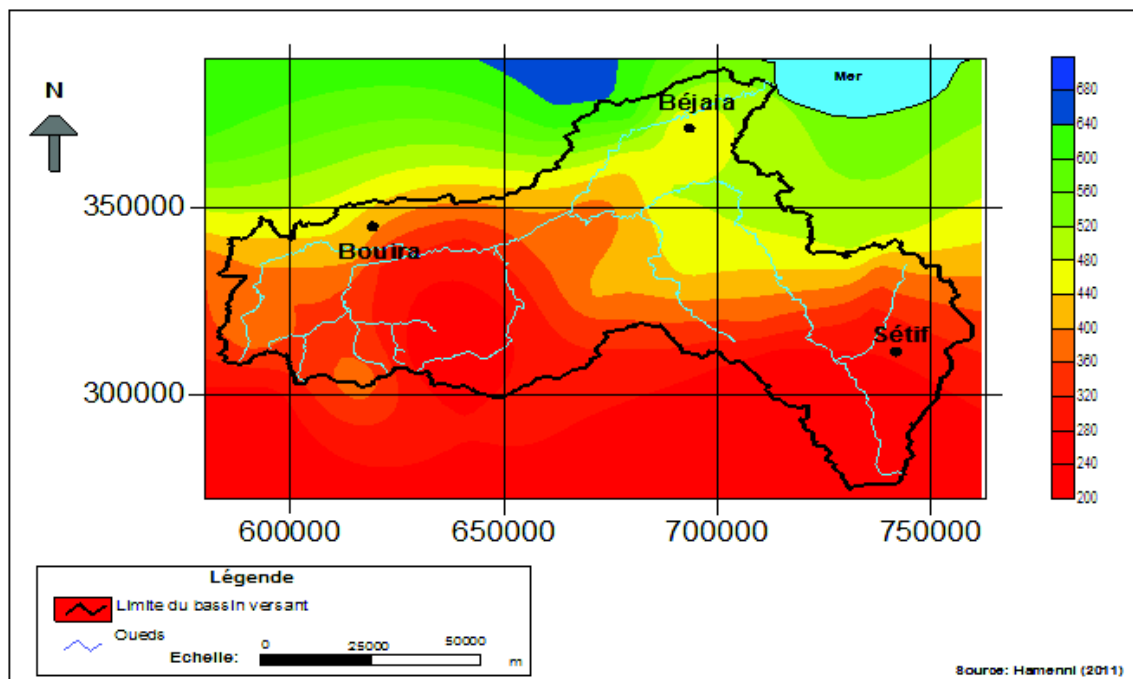 N
Mer
Béjaia
Bouira
Sétif
350000
300000
600000
650000
700000
750000
680
640
600
560
520
480
440
400
360
320
280
240
200
Légende
Limite du bassin versant
Oueds
Echelle:
0
25000
50000
m
Source: Hamenni (2011)